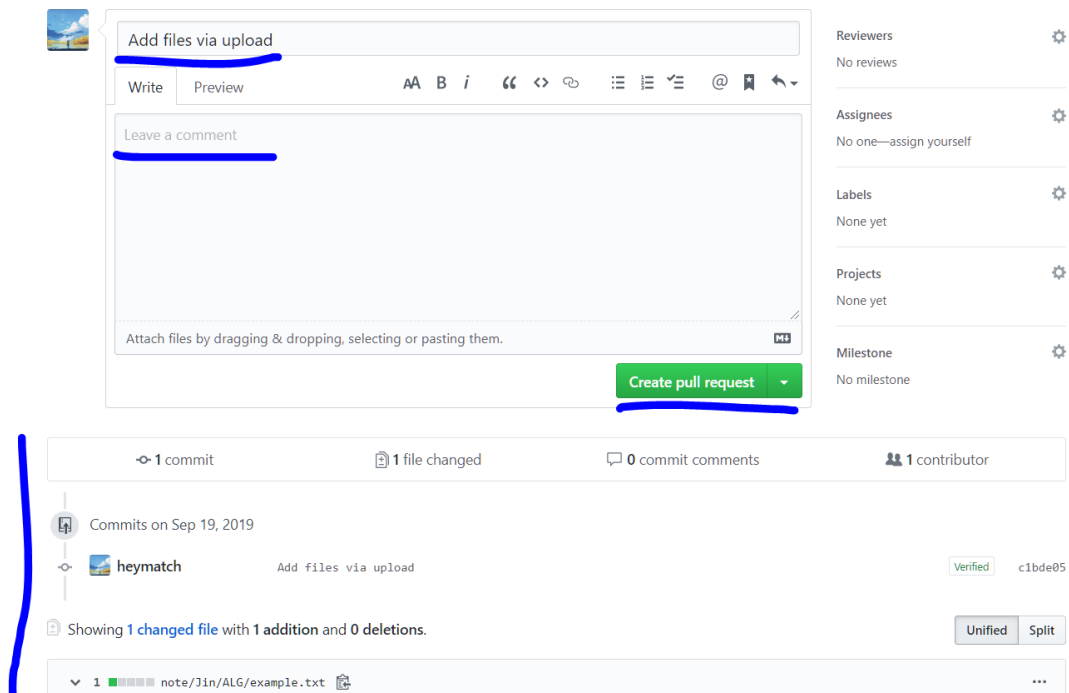 Add files via upload
Write Preview AA B i
Leave a comment
Attach files by dragging & dropping, selecting or pasting them.
Create pull request
Reviewers
No reviews
Assignees
No one—assign yourself
Labels
None yet
Projects
None yet
Milestone
No milestone
1 commit 1 file changed 0 commit comments 1 contributor
Commits on Sep 19, 2019
heymatch Add files via upload Verified c1bde05
Showing 1 changed file with 1 addition and 0 deletions. Unified Split
1 note/Jin/ALG/example.txt